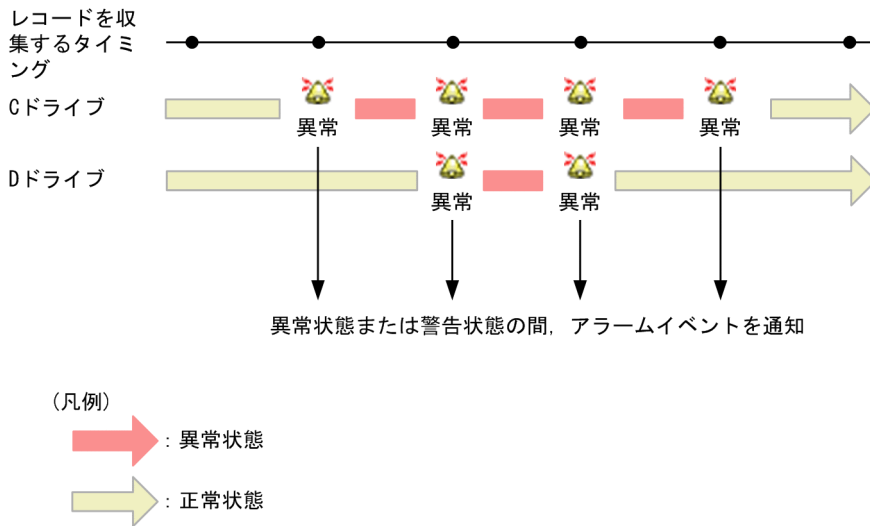 レコードを収
集するタイミ
ング
Cドライブ
異常 異常 異常 異常
Dドライブ
異常 異常
異常状態または警告状態の間，アラームイベントを通知
（凡例）
：異常状態
：正常状態